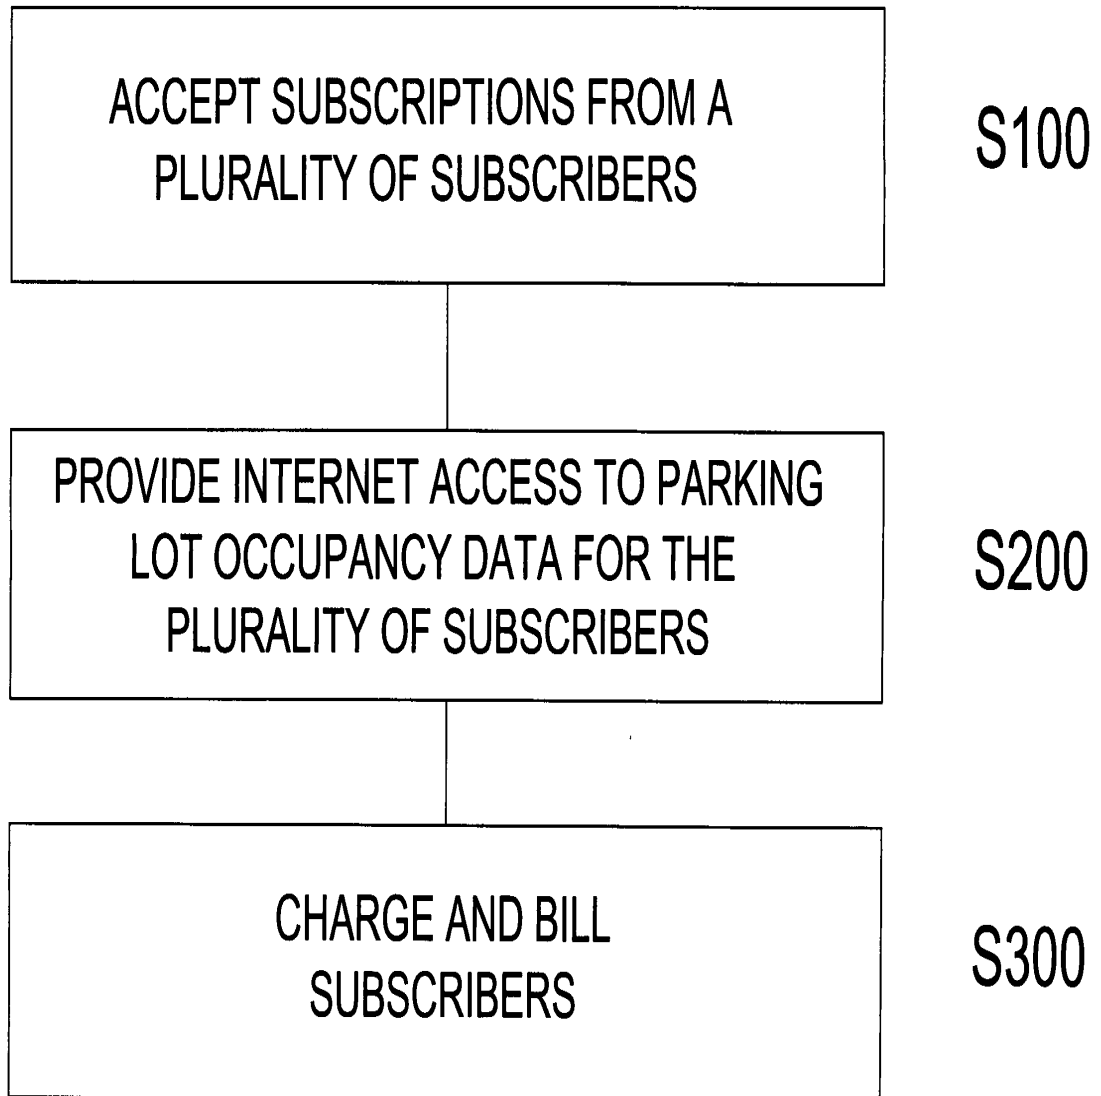 ACCEPT SUBSCRIPTIONS FROM A
PLURALITY OF SUBSCRIBERS
S100
PROVIDE INTERNET ACCESS TO PARKING
LOT OCCUPANCY DATA FOR THE
PLURALITY OF SUBSCRIBERS
S200
CHARGE AND BILL
SUBSCRIBERS
S300